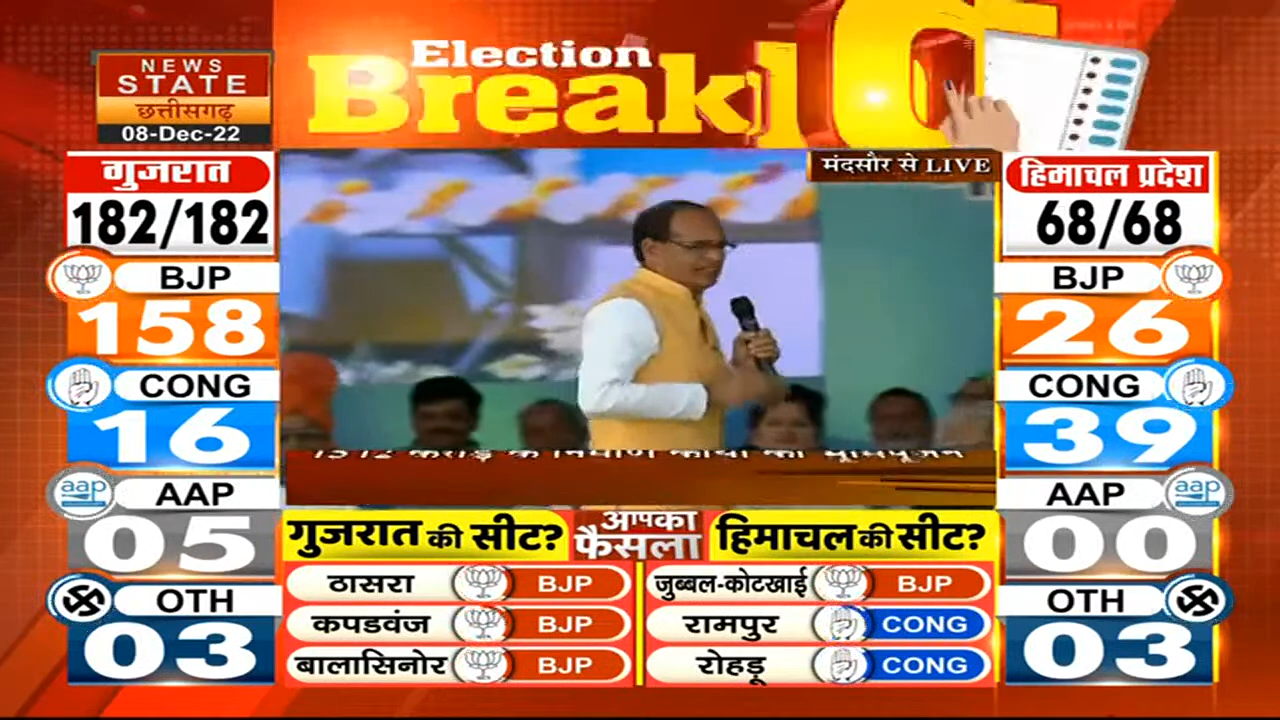 Election
Break
NEWS
STATE
छत्तीसगढ़
08-Dec-22
मंदसौर से LIVE
गुजरात
182/182
BJP
158
CONG
16
aap AAP
05
OTH
03
हिमाचल प्रदेश
68/68
BJP
26
CONG
39
AAP aap
00
OTH
03
गुजरात की सीट?
आपका
फैसला
हिमाचल की सीट?
ठासरा BJP
कपडवंज BJP
बालासिनोर BJP
जुब्बल-कोटखाई BJP
रामपुर CONG
रोहड़ू CONG